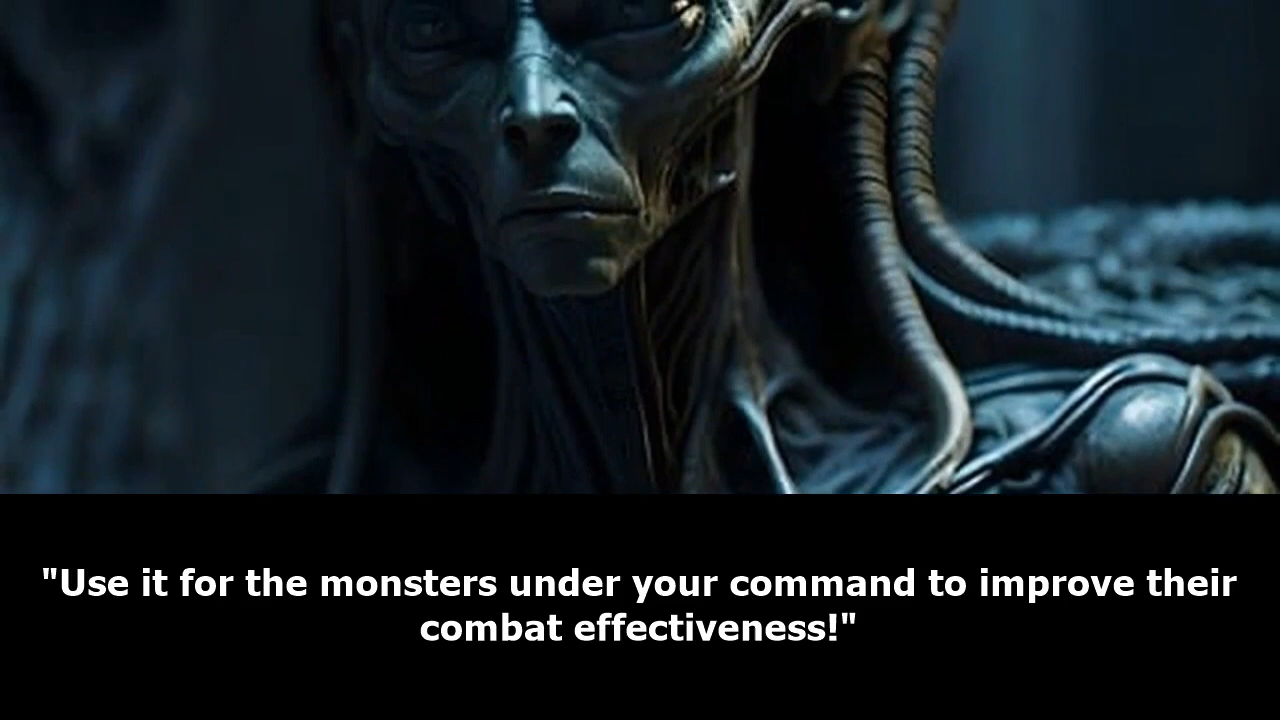 "Use it for the monsters under your command to improve their
combat effectiveness!"